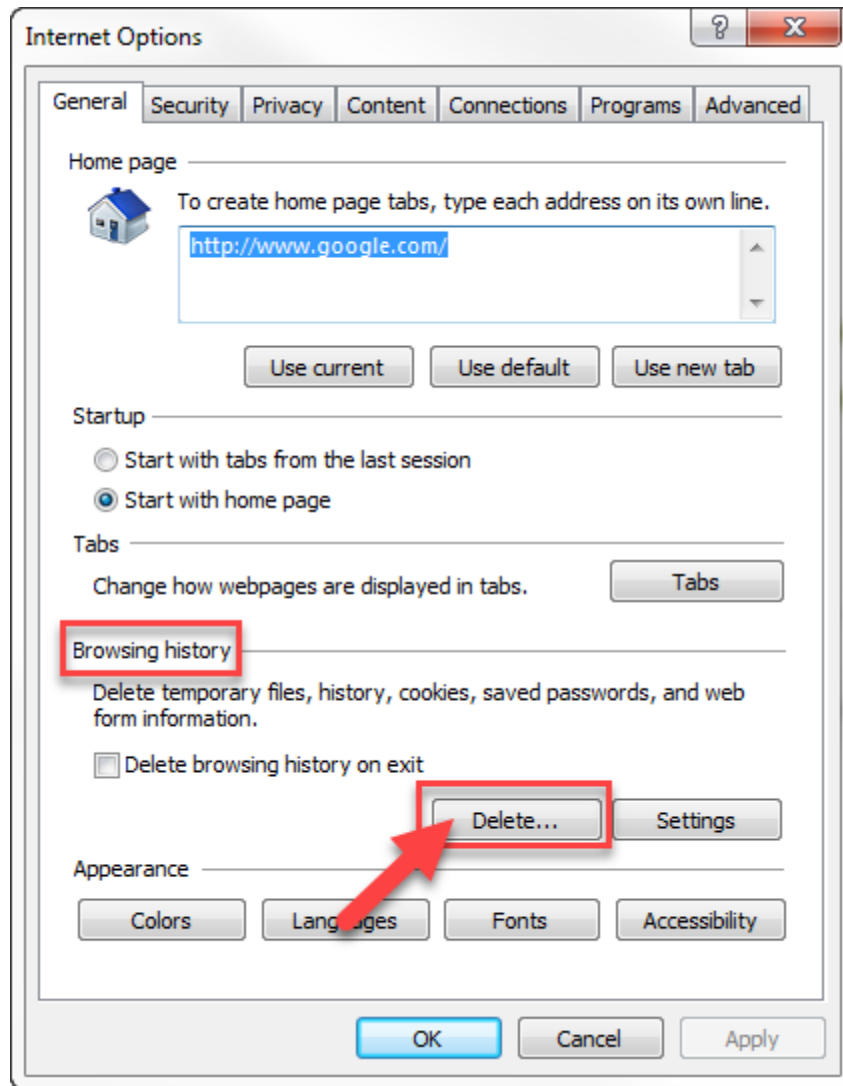 Internet Options
General Security Privacy Content Connections Programs Advanced
Home page
To create home page tabs, type each address on its own line.
http://www.google.com/
Use current Use default Use new tab
Startup
Start with tabs from the last session
Start with home page
Tabs
Change how webpages are displayed in tabs. Tabs
Browsing history
Delete temporary files, history, cookies, saved passwords, and web
form information.
Delete browsing history on exit
Delete... Settings
Appearance
Colors Languages Fonts Accessibility
OK Cancel Apply